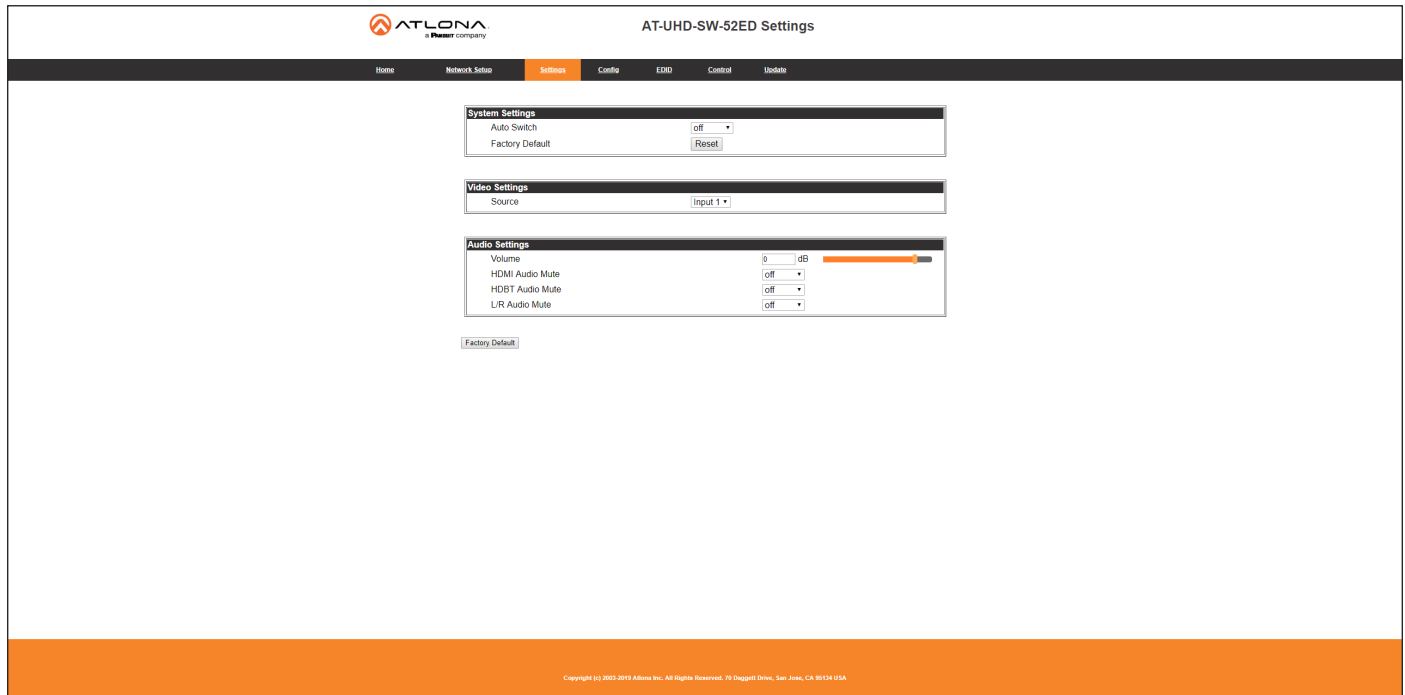 ATLONA.
a PANDUIT company
AT-UHD-SW-52ED Settings
Home Network Setup Settings Config EDID Control Update
System Settings
Auto Switch off
Factory Default Reset
Video Settings
Source Input 1
Audio Settings
Volume 0 dB
HDMI Audio Mute off
HDBT Audio Mute off
L/R Audio Mute off
Factory Default
Copyright (c) 2003-2019 Atlona Inc. All Rights Reserved. 70 Daggett Drive, San Jose, CA 95134 USA